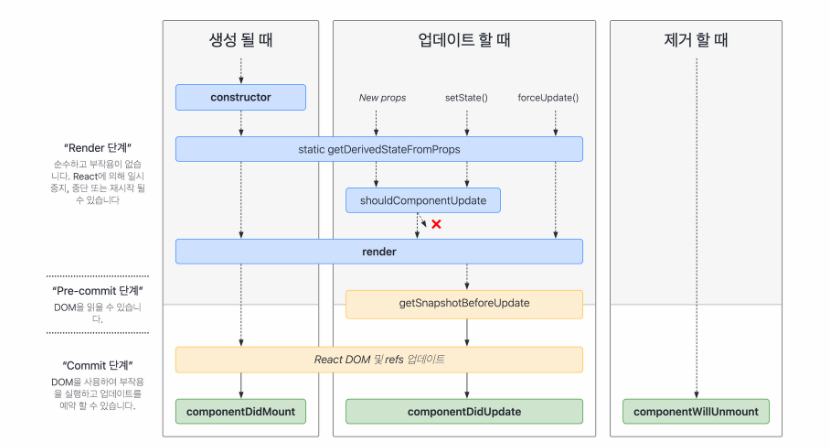 생성 될 때
업데이트 할 때
제거 할 때
constructor
New props
setState()
forceUpdate()
static getDerivedStateFromProps
shouldComponentUpdate
render
getSnapshotBeforeUpdate
React DOM 및 refs 업데이트
componentDidMount
componentDidUpdate
componentWillUnmount
“Render 단계”
순수하고 부작용이 없습니
다. React에 의해 일시
중지, 중단 또는 재시작 될
수 있습니다
“Pre-commit 단계”
DOM을 읽을 수 있습니
다.
“Commit 단계”
DOM을 사용하여 부작용
을 실행하고 업데이트를
예약 할 수 있습니다.